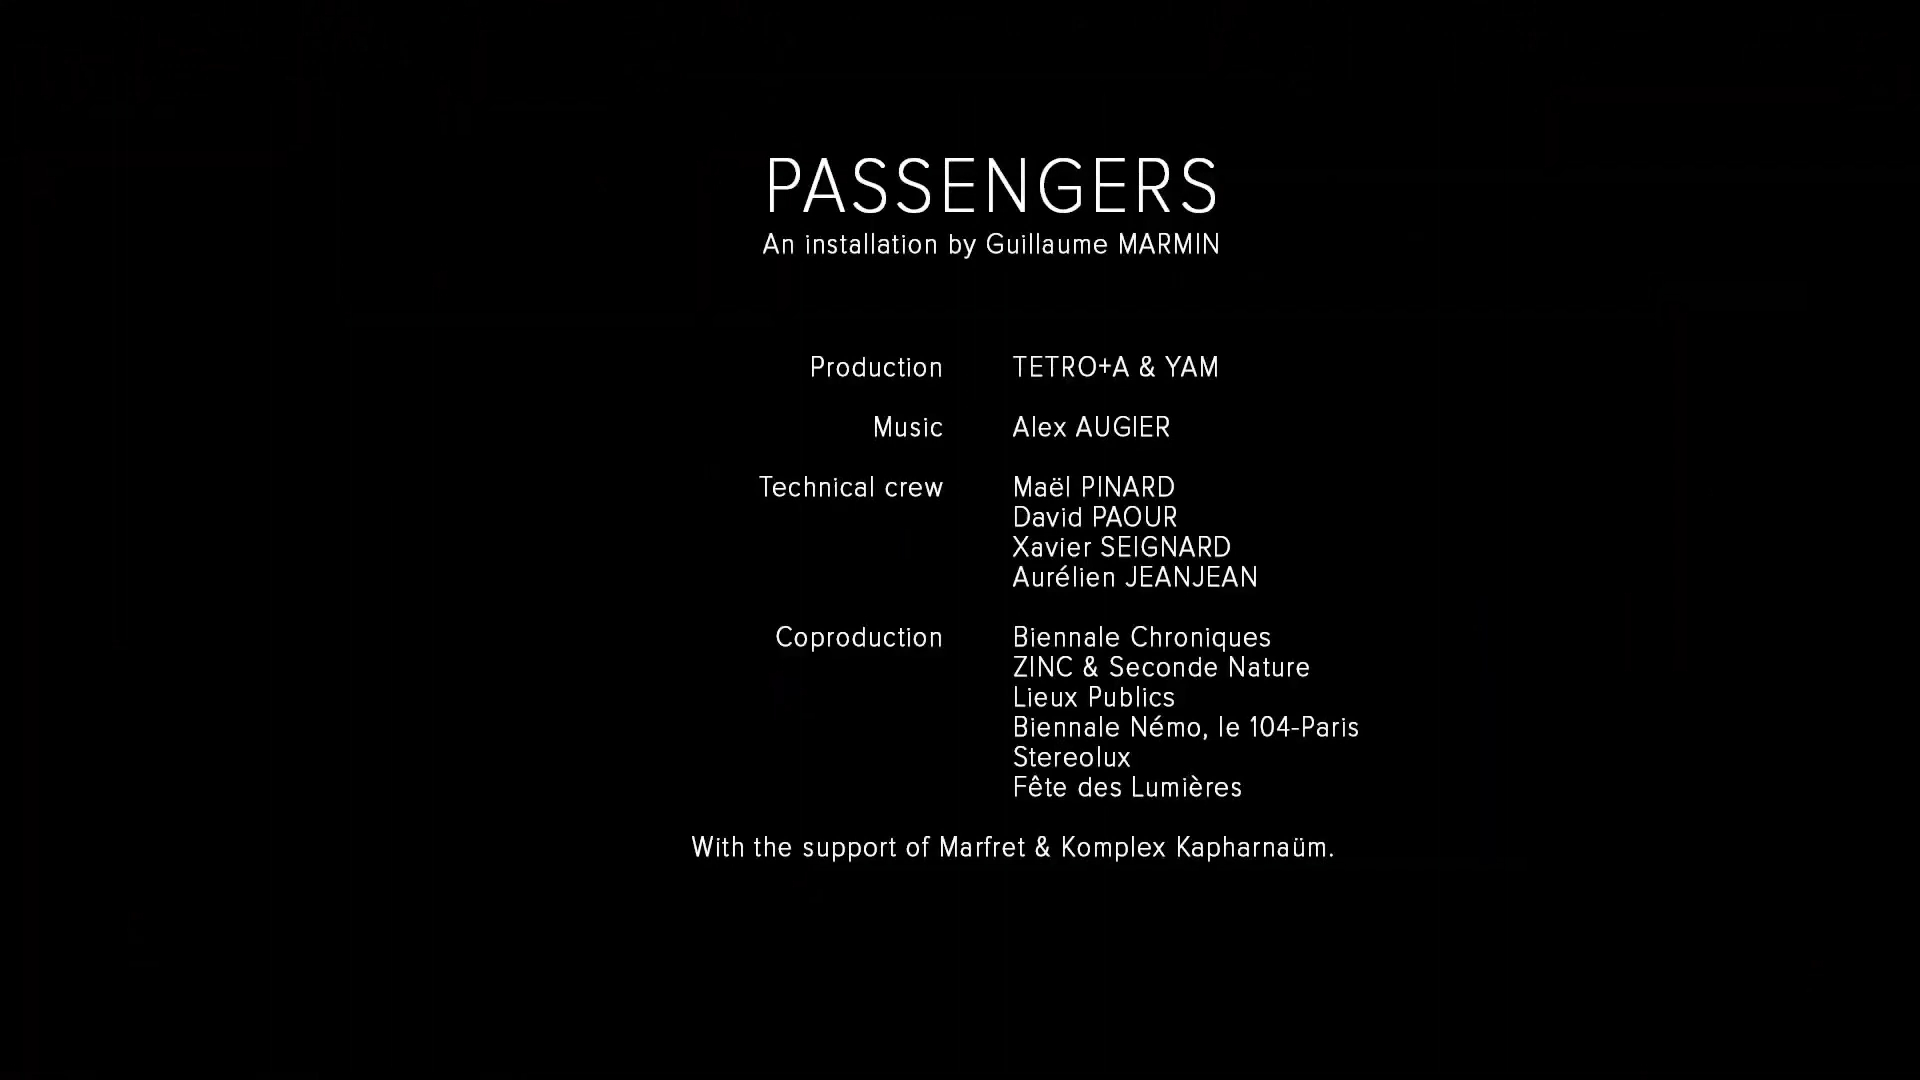 PASSENGERS
An installation by Guillaume MARMIN
Production TETRO+A & YAM
Music Alex AUGIER
Technical crew Maël PINARD
David PAOUR
Xavier SEIGNARD
Aurélien JEANJEAN
Coproduction Biennale Chroniques
ZINC & Seconde Nature
Lieux Publics
Biennale Némo, le 104-Paris
Stereolux
Fête des Lumières
With the support of Marfret & Komplex Kapharnaüm.